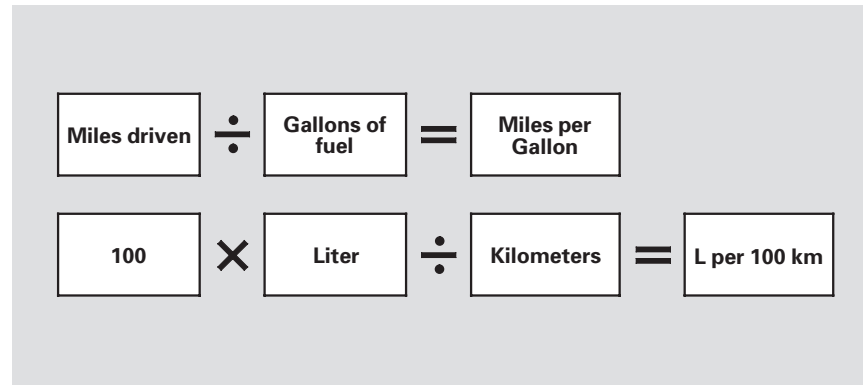 Miles driven ÷ Gallons of fuel = Miles per Gallon
100 × Liter ÷ Kilometers = L per 100 km